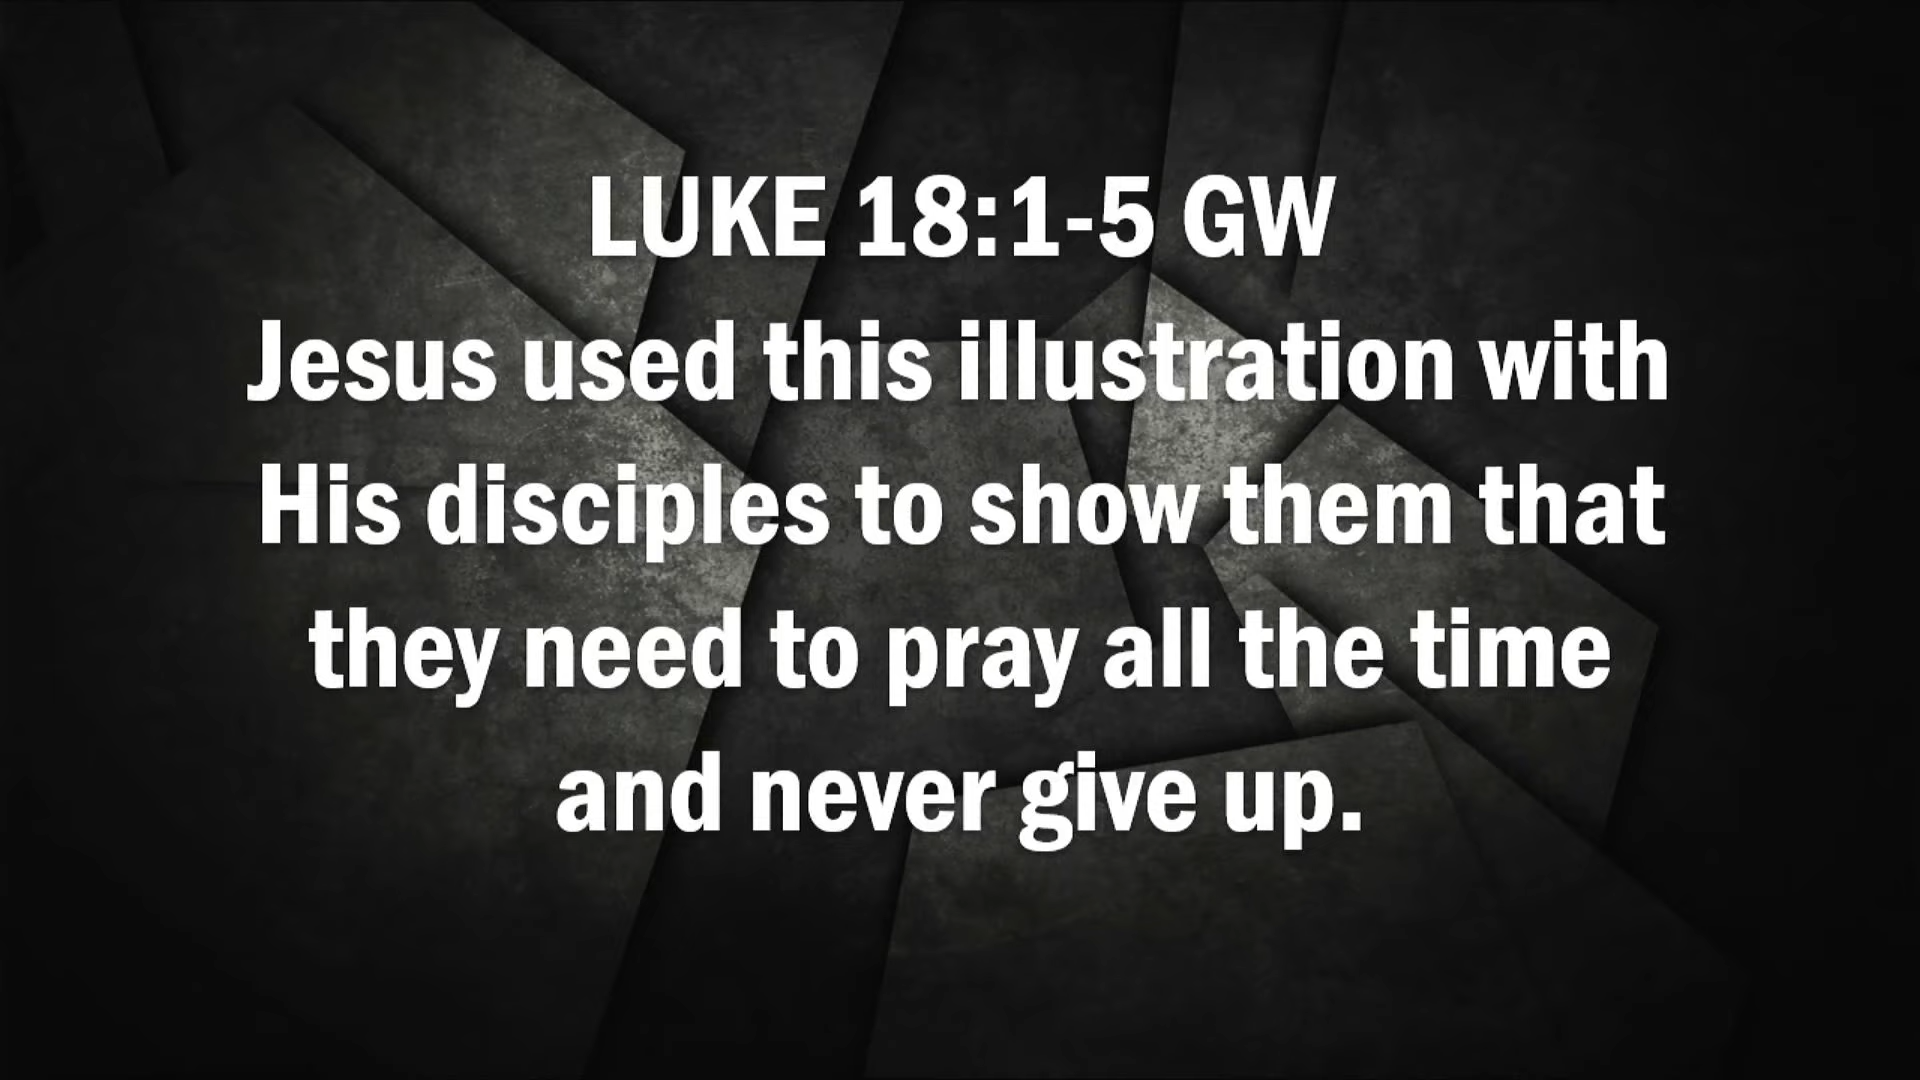 LUKE 18:1-5 GW
Jesus used this illustration with
His disciples to show them that
they need to pray all the time
and never give up.